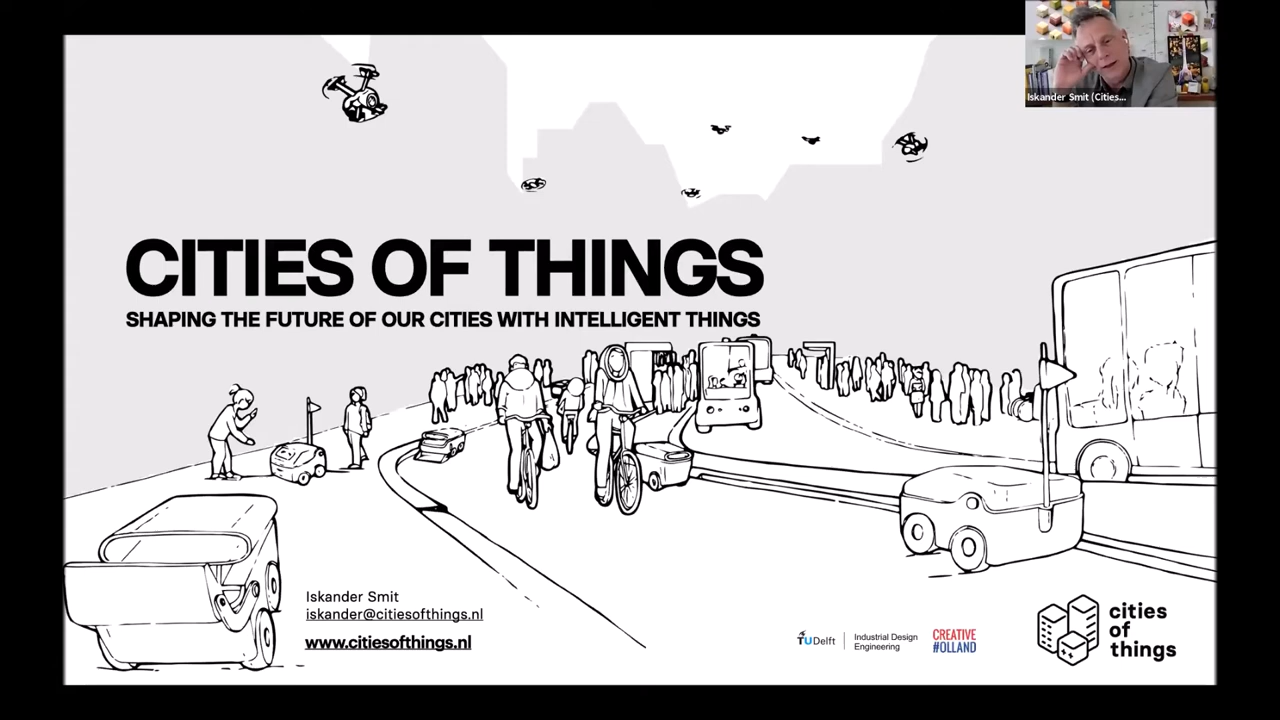 Iskander Smit (Cities...
CITIES OF THINGS
SHAPING THE FUTURE OF OUR CITIES WITH INTELLIGENT THINGS
Iskander Smit
iskander@citiesofthings.nl
www.citiesofthings.nl
TUDelft
Industrial Design
Engineering
CREATIVE
#OLLAND
cities
of
things